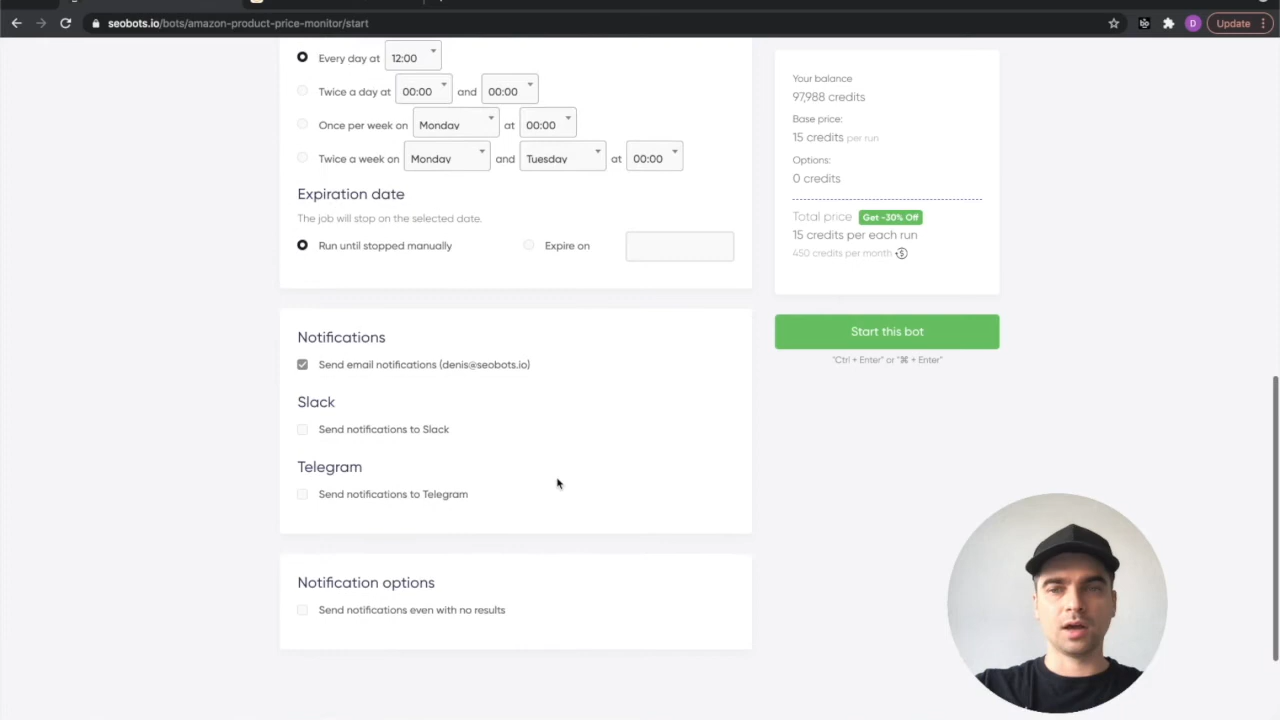 seobots.io/bots/amazon-product-price-monitor/start
D
Update
Every day at 12:00
Twice a day at 00:00 and 00:00
Once per week on Monday at 00:00
Twice a week on Monday and Tuesday at 00:00
Expiration date
The job will stop on the selected date.
Run until stopped manually
Expire on
Notifications
Send email notifications (denis@seobots.io)
Slack
Send notifications to Slack
Telegram
Send notifications to Telegram
Notification options
Send notifications even with no results
Your balance
97,988 credits
Base price:
15 credits per run
Options:
0 credits
Total price Get -30% Off
15 credits per each run
450 credits per month
Start this bot
"Ctrl + Enter" or "⌘ + Enter"